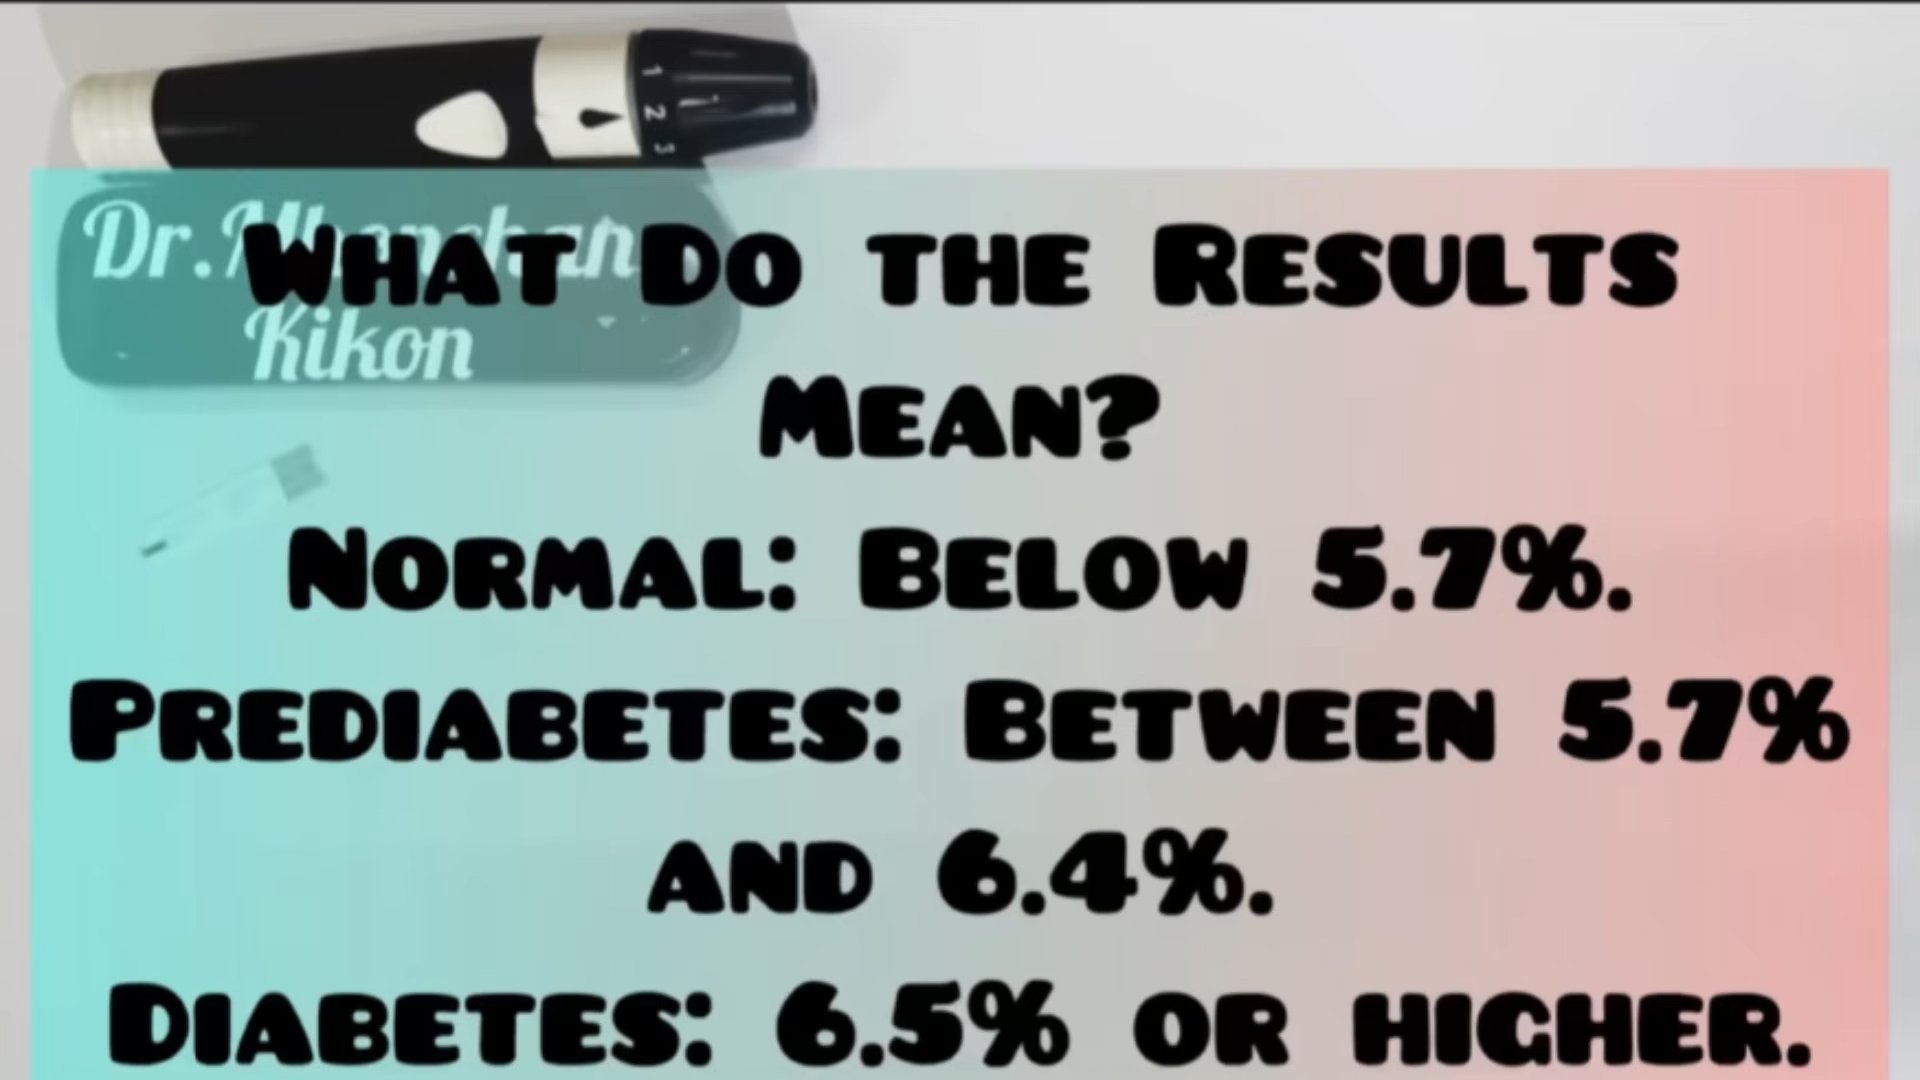 1
2
3
Dr.
Kikon
What Do the Results
Mean?
Normal: Below 5.7%.
Prediabetes: Between 5.7%
and 6.4%.
Diabetes: 6.5% or higher.